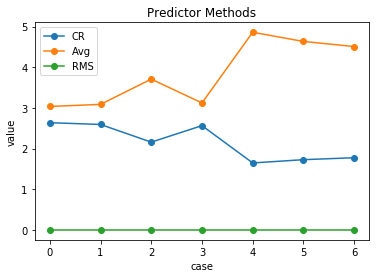 Predictor Methods
CR
Avg
RMS
5
4
3
2
1
0
value
0 1 2 3 4 5 6
case